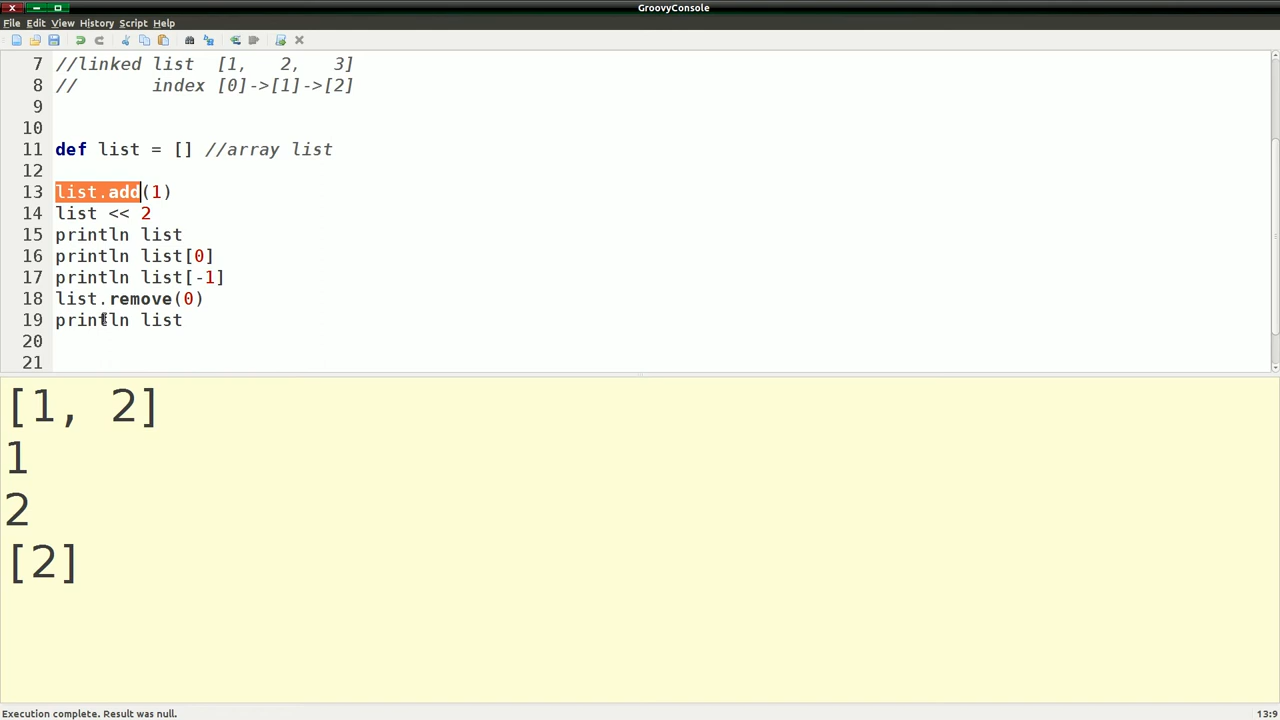 GroovyConsole
File Edit View History Script Help
7 //linked list  [1,   2,   3]
8 //       index [0]->[1]->[2]
9
10
11 def list = [] //array list
12
13 list.add(1)
14 list << 2
15 println list
16 println list[0]
17 println list[-1]
18 list.remove(0)
19 println list
20
21
[1, 2]
1
2
[2]
Execution complete. Result was null. 13:9